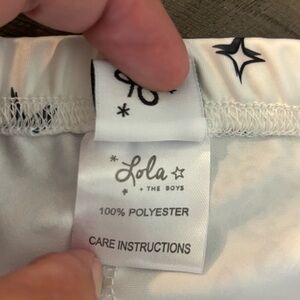 Lola
+ THE BOYS
100% POLYESTER
CARE INSTRUCTIONS